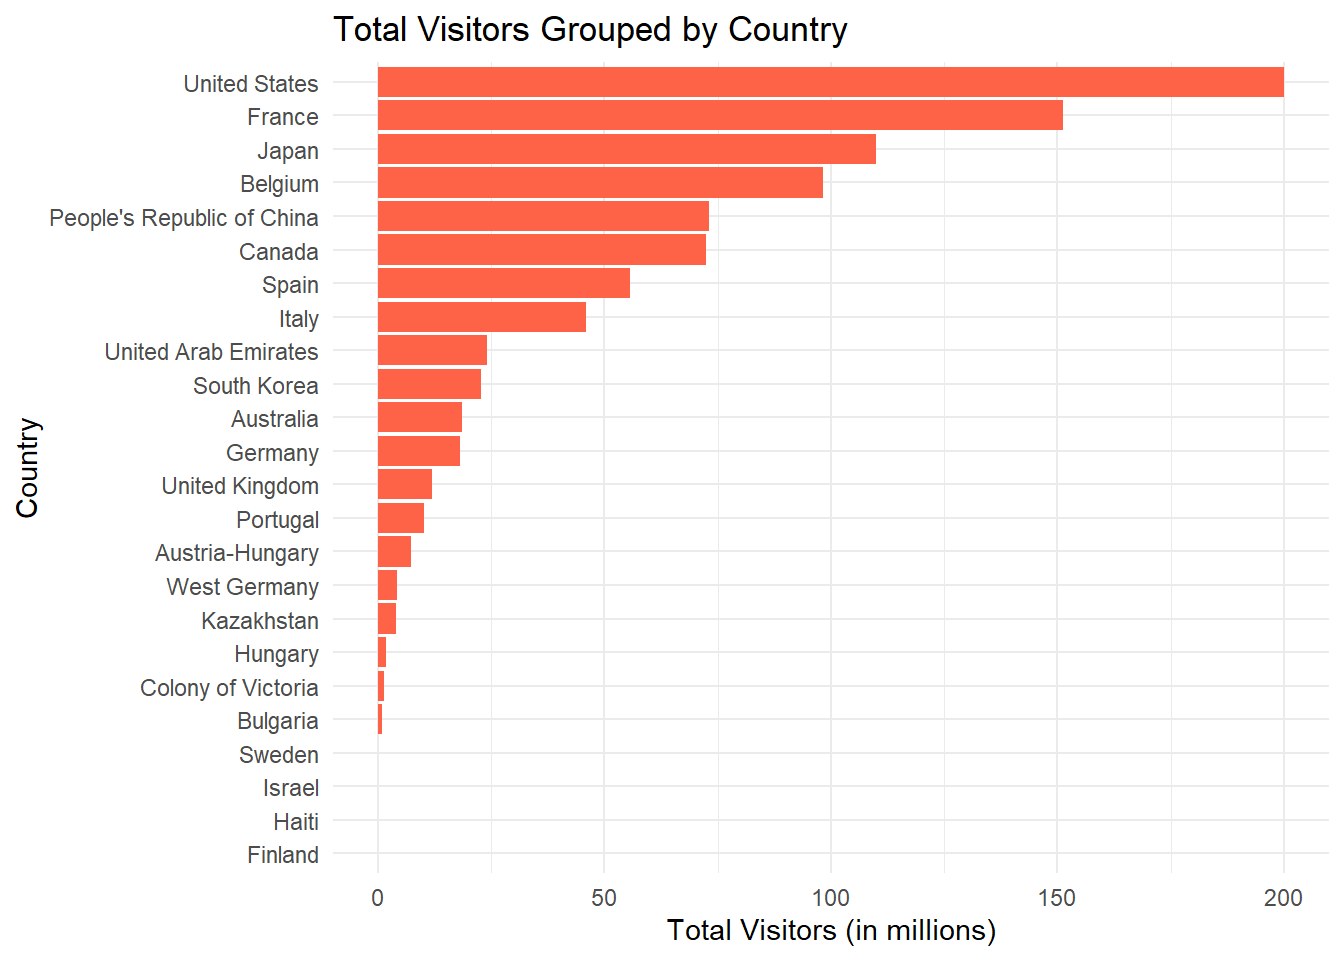 Total Visitors Grouped by Country
United States
France
Japan
Belgium
People's Republic of China
Canada
Spain
Italy
United Arab Emirates
South Korea
Australia
Germany
United Kingdom
Portugal
Austria-Hungary
West Germany
Kazakhstan
Hungary
Colony of Victoria
Bulgaria
Sweden
Israel
Haiti
Finland
Country
0 50 100 150 200
Total Visitors (in millions)